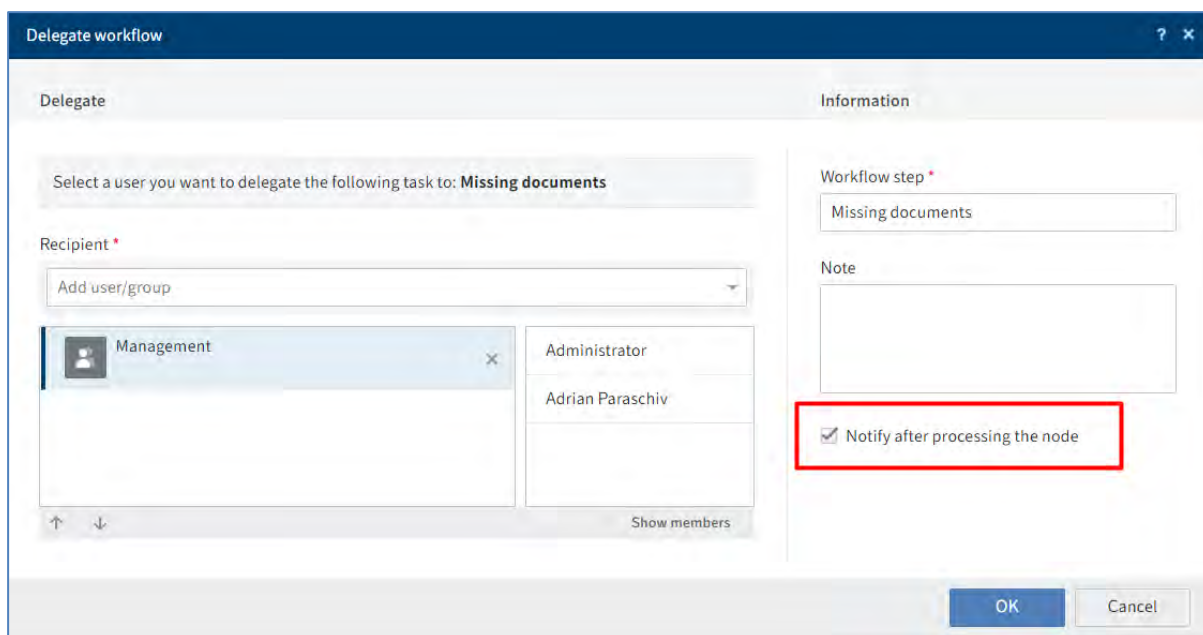 Delegate workflow ? ×
Delegate
Select a user you want to delegate the following task to: Missing documents
Recipient *
Add user/group
Management
Administrator
Adrian Paraschiv
Show members
Information
Workflow step *
Missing documents
Note
Notify after processing the node
OK
Cancel